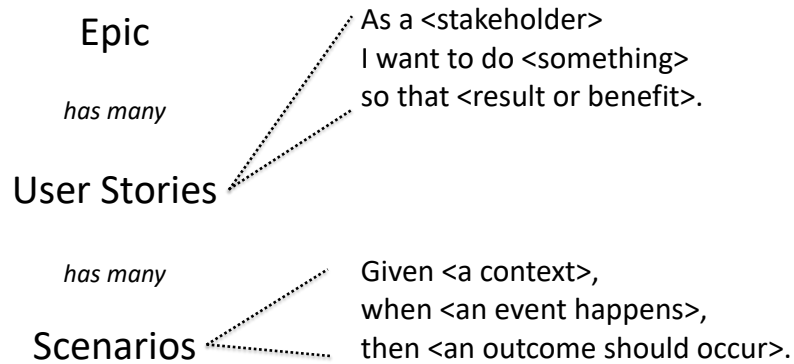 Epic
has many
User Stories
has many
Scenarios
As a <stakeholder>
I want to do <something>
so that <result or benefit>.
Given <a context>,
when <an event happens>,
then <an outcome should occur>.